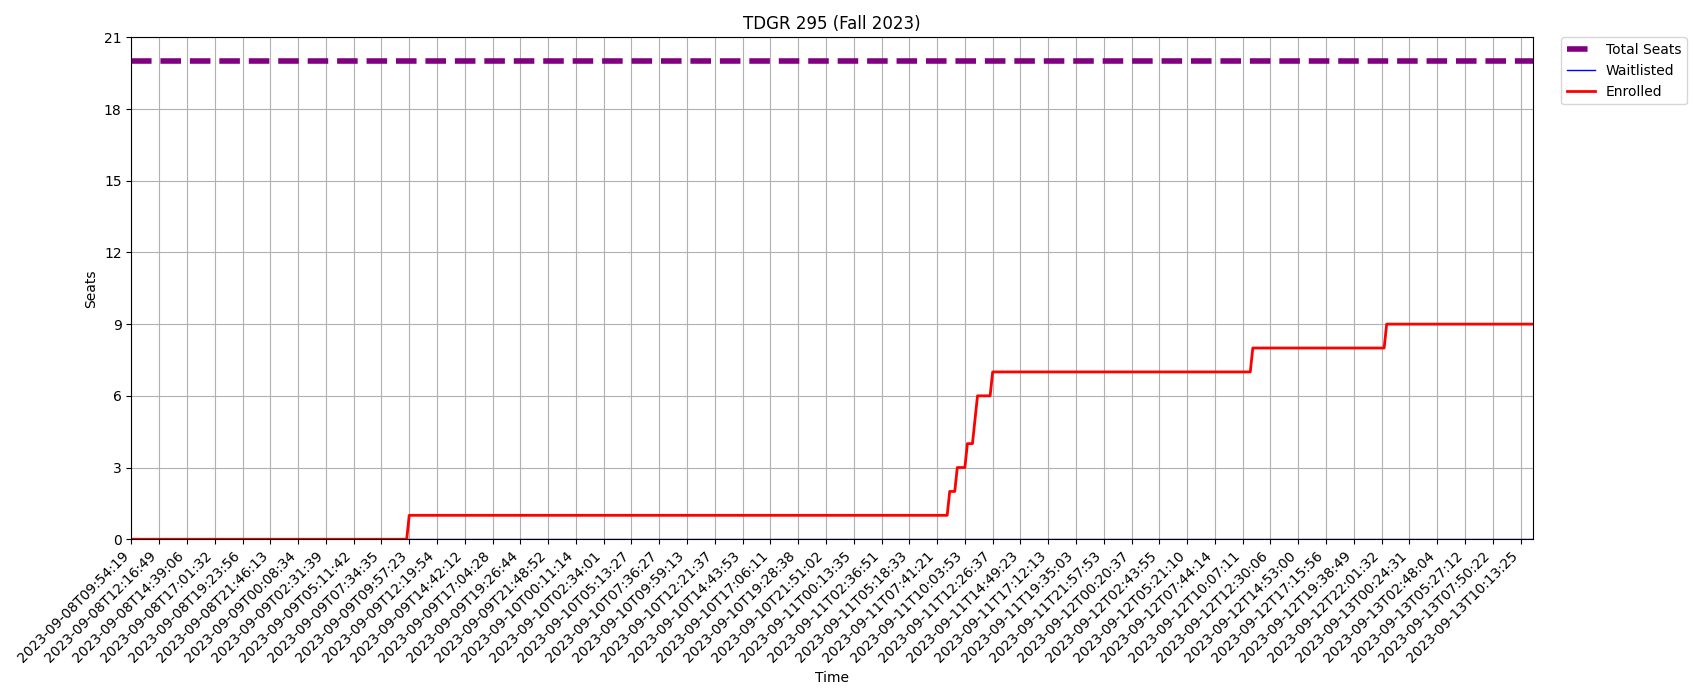 TDGR 295 (Fall 2023)
Total Seats
Waitlisted
Enrolled
Seats
21
18
15
12
9
6
3
0
2023-09-08T09:54:19
2023-09-08T12:16:49
2023-09-08T14:39:06
2023-09-08T17:01:32
2023-09-08T19:23:56
2023-09-08T21:46:13
2023-09-09T00:08:34
2023-09-09T02:31:39
2023-09-09T05:11:42
2023-09-09T07:34:35
2023-09-09T09:57:23
2023-09-09T12:19:54
2023-09-09T14:42:12
2023-09-09T17:04:28
2023-09-09T19:26:44
2023-09-09T21:48:52
2023-09-10T00:11:14
2023-09-10T02:34:01
2023-09-10T05:13:27
2023-09-10T07:36:27
2023-09-10T09:59:13
2023-09-10T12:21:37
2023-09-10T14:43:53
2023-09-10T17:06:11
2023-09-10T19:28:38
2023-09-10T21:51:02
2023-09-11T00:13:35
2023-09-11T02:36:51
2023-09-11T05:18:33
2023-09-11T07:41:21
2023-09-11T10:03:53
2023-09-11T12:26:37
2023-09-11T14:49:23
2023-09-11T17:12:13
2023-09-11T19:35:03
2023-09-11T21:57:53
2023-09-12T00:20:37
2023-09-12T02:43:55
2023-09-12T05:21:10
2023-09-12T07:44:14
2023-09-12T10:07:11
2023-09-12T12:30:06
2023-09-12T14:53:00
2023-09-12T17:15:56
2023-09-12T19:38:49
2023-09-12T22:01:32
2023-09-13T00:24:31
2023-09-13T02:48:04
2023-09-13T05:27:12
2023-09-13T07:50:22
2023-09-13T10:13:25
Time